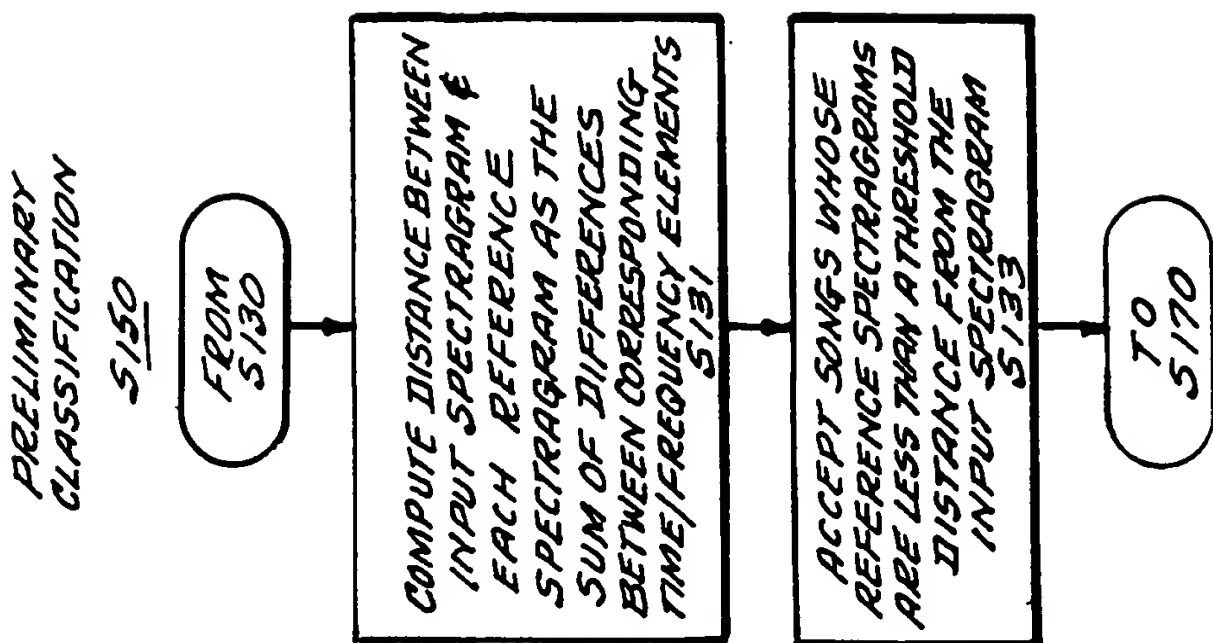 PRELIMINARY
CLASSIFICATION
S150
FROM
S130
COMPUTE DISTANCE BETWEEN
INPUT SPECTRAGRAM &
EACH REFERENCE
SPECTRAGRAM AS THE
SUM OF DIFFERENCES
BETWEEN CORRESPONDING
TIME/FREQUENCY ELEMENTS
S131
ACCEPT SONGS WHOSE
REFERENCE SPECTRAGRAMS
ARE LESS THAN A THRESHOLD
DISTANCE FROM THE
INPUT SPECTRAGRAM
S133
TO
S170